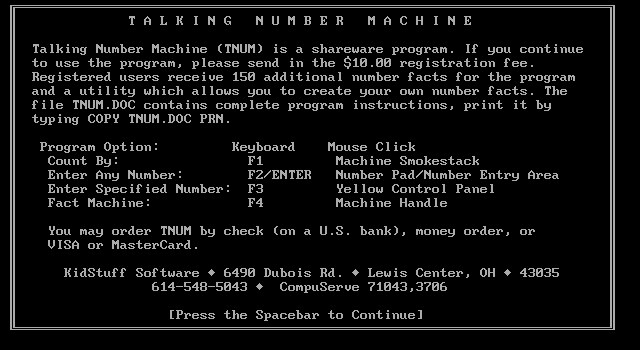 TALKING NUMBER MACHINE
Talking Number Machine (TNUM) is a shareware program. If you continue
to use the program, please send in the $10.00 registration fee.
Registered users receive 150 additional number facts for the program
and a utility which allows you to create your own number facts. The
file TNUM.DOC contains complete program instructions, print it by
typing COPY TNUM.DOC PRN.
Program Option: Keyboard Mouse Click
Count By: F1 Machine Smokestack
Enter Any Number: F2/ENTER Number Pad/Number Entry Area
Enter Specified Number: F3 Yellow Control Panel
Fact Machine: F4 Machine Handle
You may order TNUM by check (on a U.S. bank), money order, or
VISA or MasterCard.
KidStuff Software ♦ 6490 Dubois Rd. ♦ Lewis Center, OH ♦ 43035
614-548-5043 ♦ CompuServe 71043,3706
[Press the Spacebar to Continue]